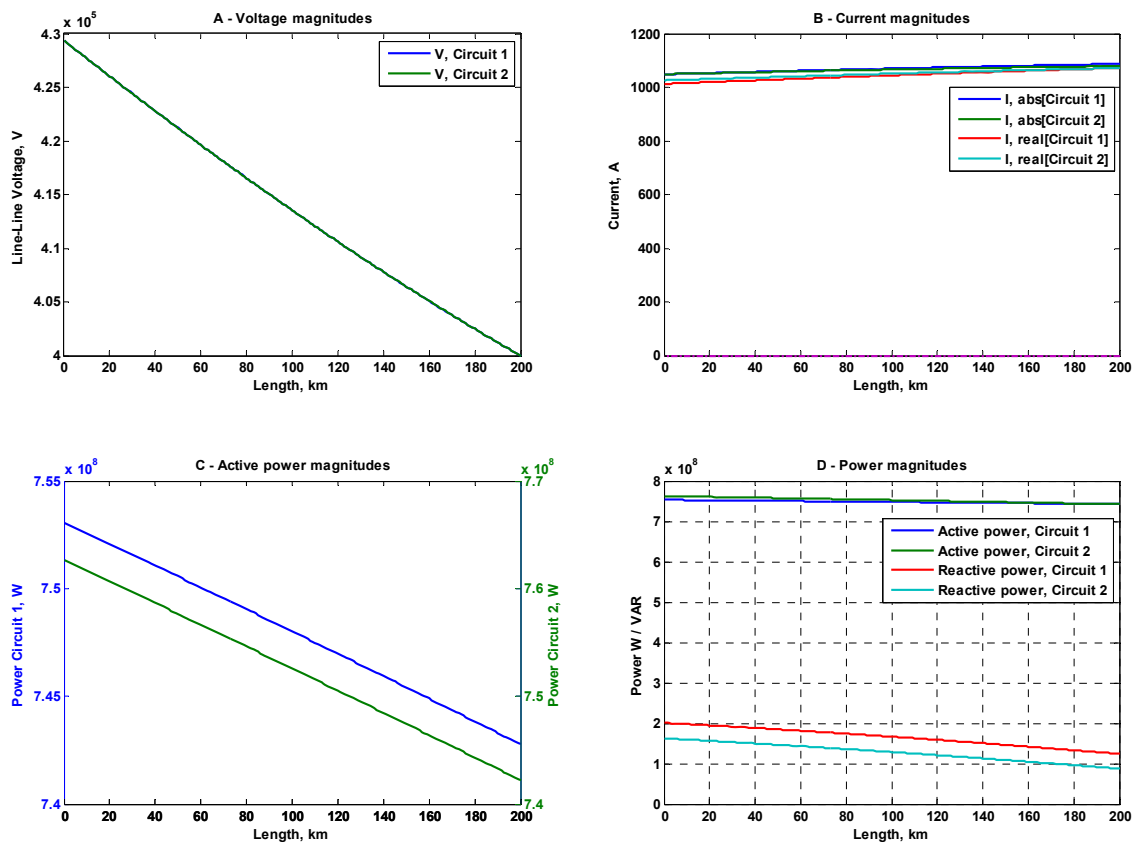 A - Voltage magnitudes
x 10^5
4.3
4.25
4.2
4.15
4.1
4.05
4
0 20 40 60 80 100 120 140 160 180 200
Line-Line Voltage, V
Length, km
V, Circuit 1
V, Circuit 2
B - Current magnitudes
1200
1000
800
600
400
200
0
0 20 40 60 80 100 120 140 160 180 200
Current, A
Length, km
I, abs[Circuit 1]
I, abs[Circuit 2]
I, real[Circuit 1]
I, real[Circuit 2]
C - Active power magnitudes
x 10^8
7.55
7.5
7.45
7.4
Power Circuit 1, W
x 10^8
7.7
7.6
7.5
7.4
Power Circuit 2, W
0 20 40 60 80 100 120 140 160 180 200
Length, km
D - Power magnitudes
x 10^8
8
7
6
5
4
3
2
1
0
0 20 40 60 80 100 120 140 160 180 200
Power W / VAR
Length, km
Active power, Circuit 1
Active power, Circuit 2
Reactive power, Circuit 1
Reactive power, Circuit 2